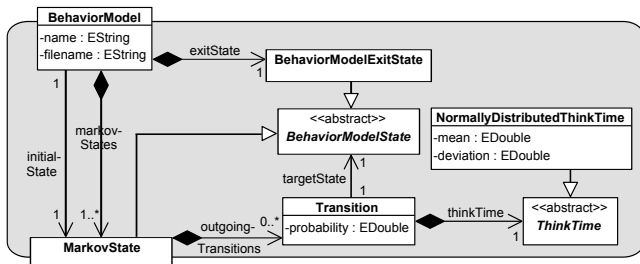 BehaviorModel
-name : EString
-filename : EString
exitState
1
BehaviorModelExitState
1
markov-
States
initial-
State
<<abstract>>
BehaviorModelState
NormallyDistributedThinkTime
-mean : EDouble
-deviation : EDouble
1
targetState
1
1
1..*
MarkovState
outgoing-
Transitions
0..*
Transition
-probability : EDouble
thinkTime
1
<<abstract>>
ThinkTime